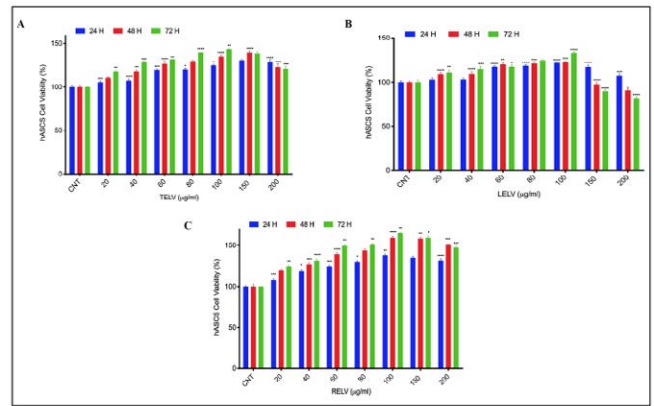 A
24 H 48 H 72 H
hASCS Cell Viability (%)
150
100
50
0
CNT 20 40 60 80 100 150 200
TELV (µg/ml)
B
24 H 48 H 72 H
hASCS Cell Viability (%)
150
100
50
0
CNT 20 40 60 80 100 150 200
LELV (µg/ml)
C
24 H 48 H 72 H
hASCS Cell Viability (%)
150
100
50
0
CNT 20 40 60 80 100 150 200
RELV (µg/ml)